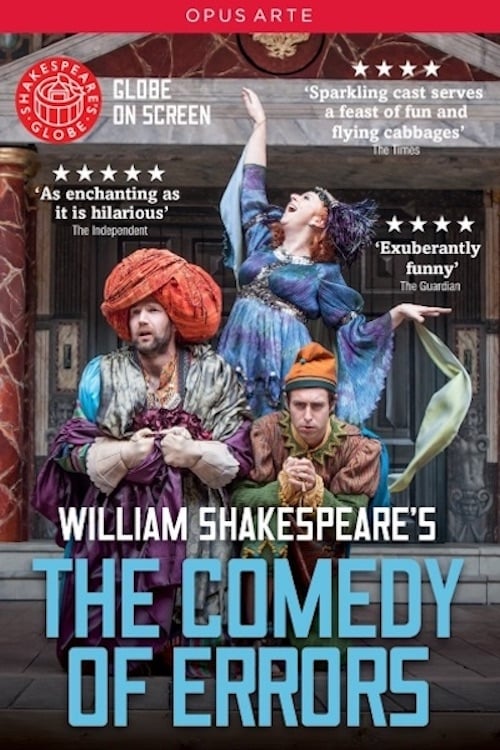 OPUS ARTE
SHAKESPEARE'S
GLOBE
GLOBE
ON SCREEN
★★★★
‘Sparkling cast serves
a feast of fun and
flying cabbages’
The Times
★★★★★
‘As enchanting as
it is hilarious’
The Independent
★★★★
‘Exuberantly
funny’
The Guardian
WILLIAM SHAKESPEARE'S
THE COMEDY
OF ERRORS